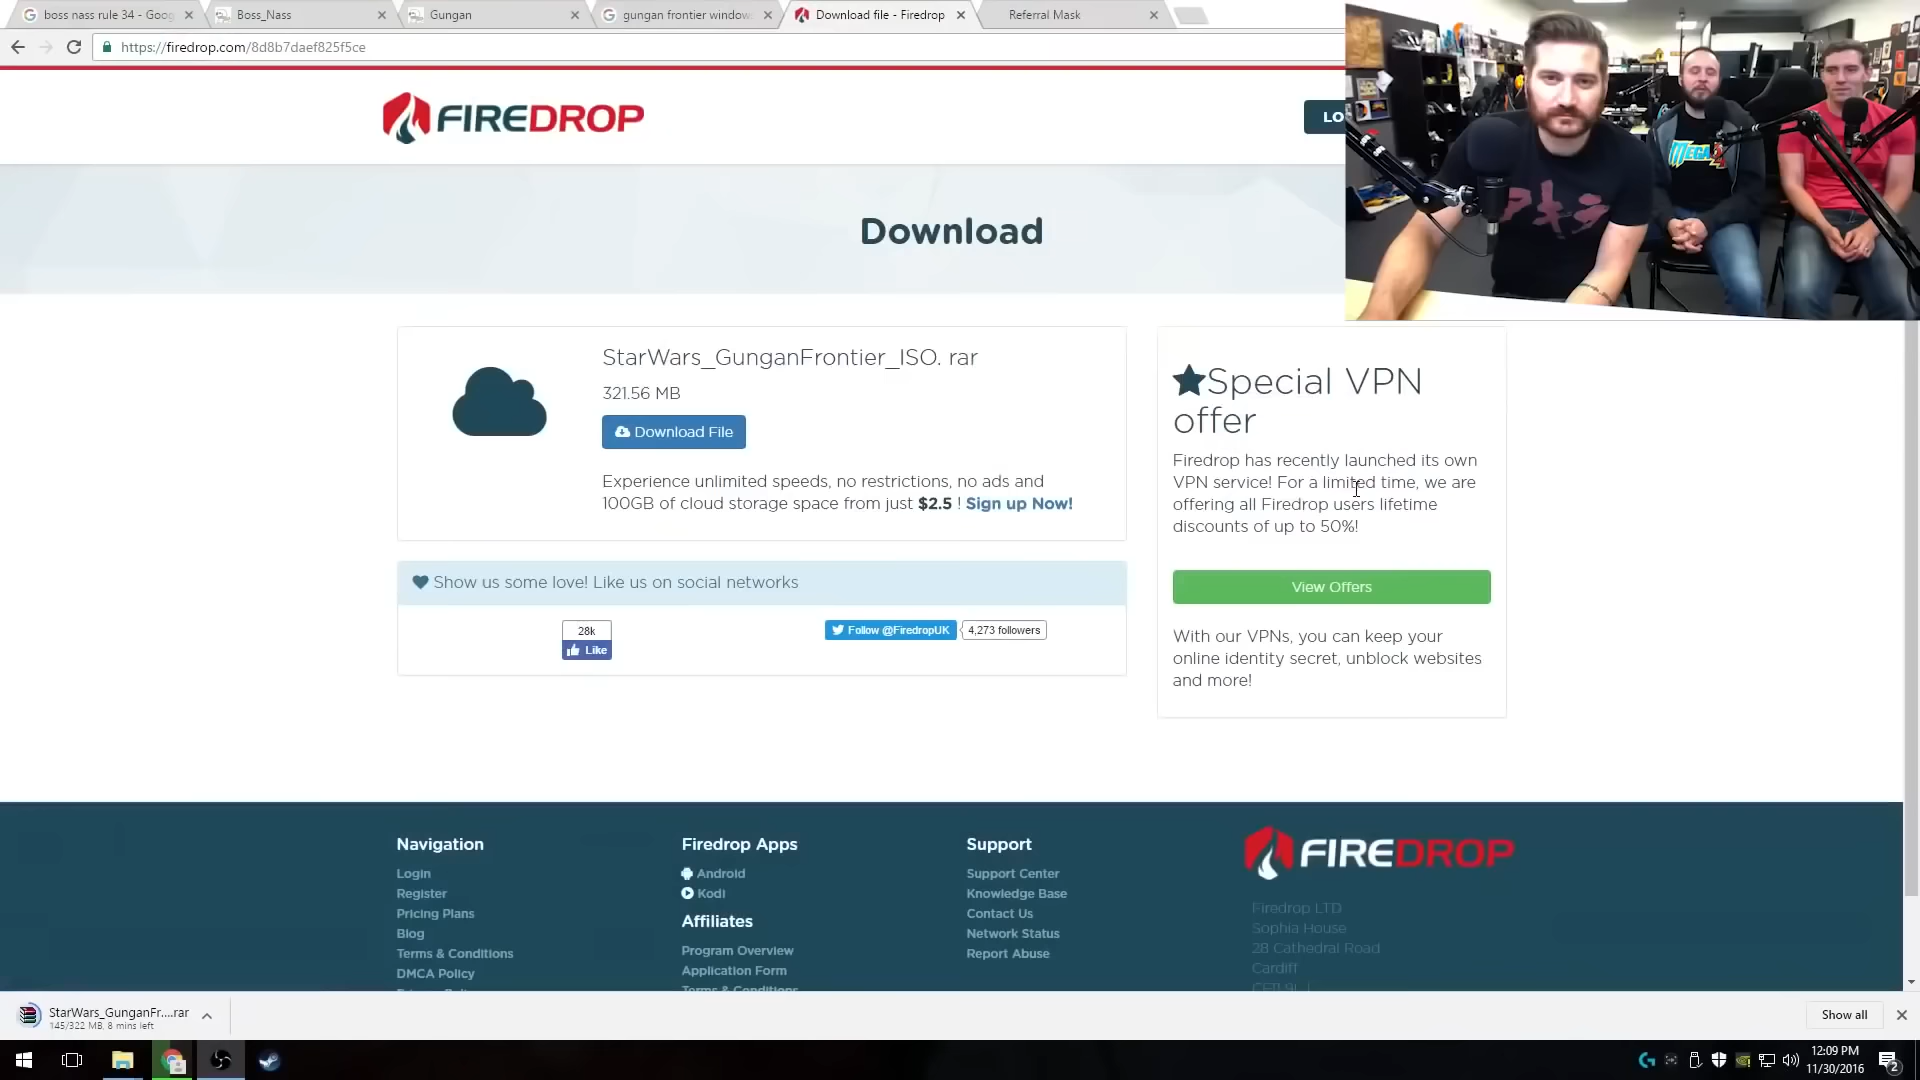 boss nass rule 34 - Goog
Boss_Nass
Gungan
gungan frontier window
Download file - Firedrop
Referral Mask
https://firedrop.com/8d8b7daef825f5ce
FIREDROP
LO
MEGA
アキラ
Download
StarWars_GunganFrontier_ISO. rar
321.56 MB
Download File
Experience unlimited speeds, no restrictions, no ads and
100GB of cloud storage space from just $2.5 ! Sign up Now!
Show us some love! Like us on social networks
28k
Like
Follow @FiredropUK
4,273 followers
Special VPN
offer
Firedrop has recently launched its own
VPN service! For a limited time, we are
offering all Firedrop users lifetime
discounts of up to 50%!
View Offers
With our VPNs, you can keep your
online identity secret, unblock websites
and more!
Navigation
Login
Register
Pricing Plans
Blog
Terms & Conditions
DMCA Policy
Firedrop Apps
Android
Kodi
Affiliates
Program Overview
Application Form
Terms & Conditions
Support
Support Center
Knowledge Base
Contact Us
Network Status
Report Abuse
FIREDROP
Firedrop LTD
Sophia House
28 Cathedral Road
Cardiff
StarWars_GunganFr....rar
145/322 MB, 8 mins left
Show all
12:09 PM
11/30/2016
2